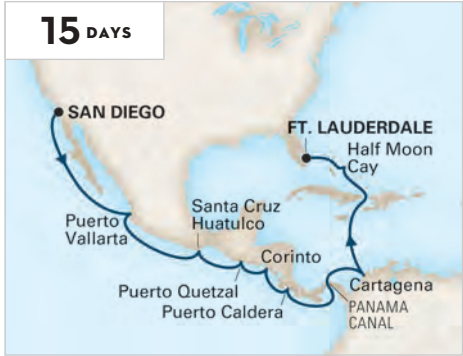 15 DAYS
SAN DIEGO
FT. LAUDERDALE
Half Moon
Cay
Santa Cruz
Huatulco
Puerto
Vallarta
Corinto
Puerto Quetzal
Puerto Caldera
Cartagena
PANAMA
CANAL